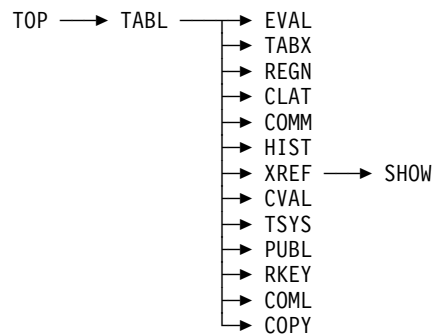 TOP TABL EVAL
TABX
REGN
CLAT
COMM
HIST
XREF SHOW
CVAL
TSYS
PUBL
RKEY
COML
COPY